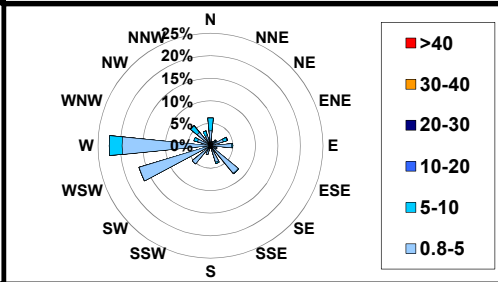 N
NNW 25% NNE
NW 20% NE
15%
WNW 10% ENE
5%
W 0% E
WSW ESE
SW SE
SSW SSE
S
>40
30-40
20-30
10-20
5-10
0.8-5